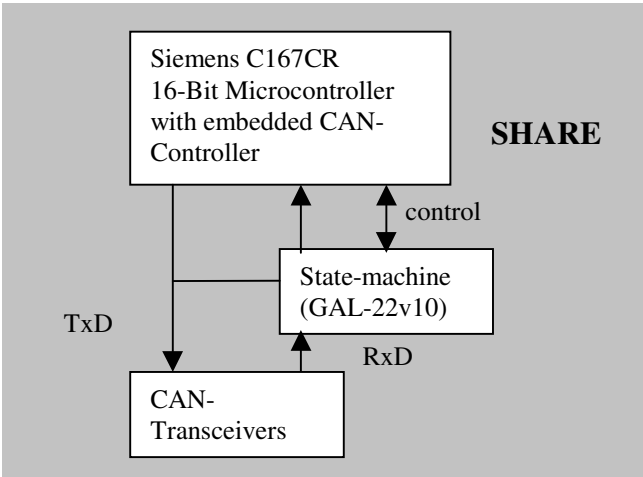 Siemens C167CR
16-Bit Microcontroller
with embedded CAN-
Controller
SHARE
control
State-machine
(GAL-22v10)
TxD
RxD
CAN-
Transceivers